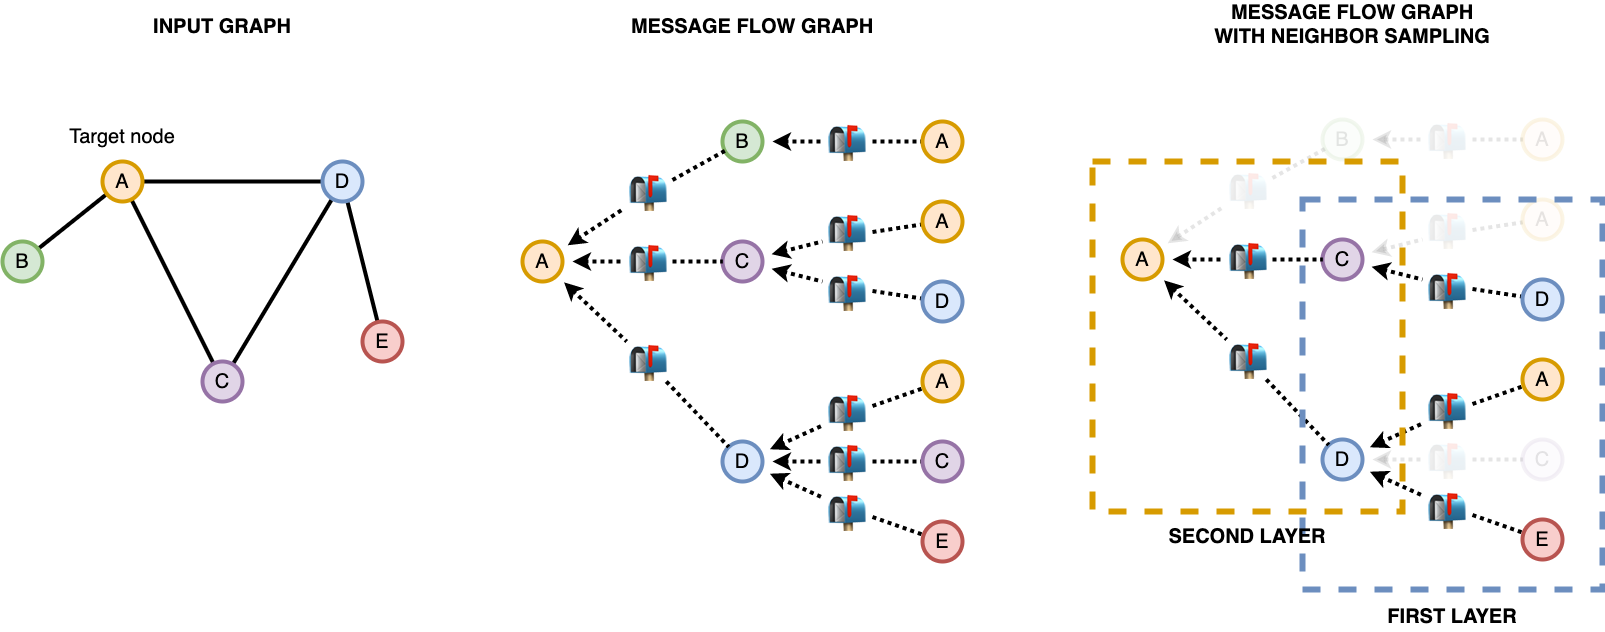 INPUT GRAPH
Target node
A
D
B
E
C
MESSAGE FLOW GRAPH
B
A
A
A
C
D
A
D
C
E
MESSAGE FLOW GRAPH
WITH NEIGHBOR SAMPLING
B
A
A
A
C
D
A
D
C
E
SECOND LAYER
FIRST LAYER